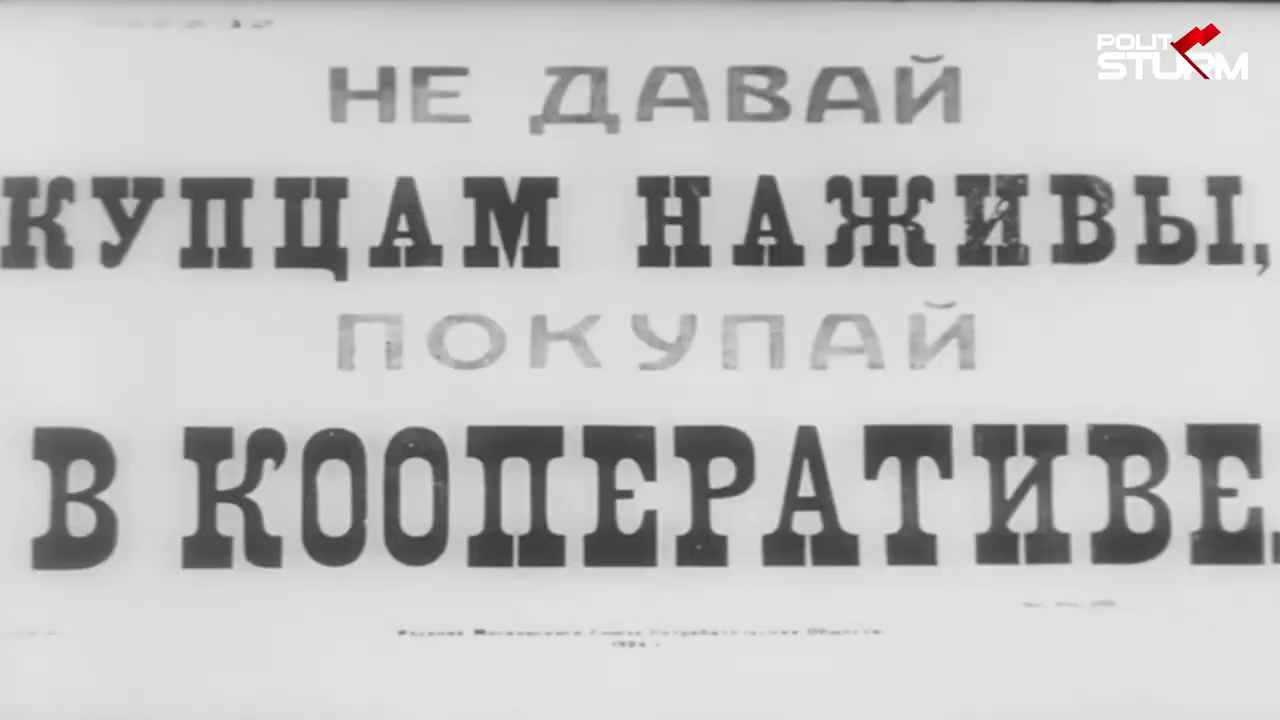 POLIT
STURM
НЕ ДАВАЙ
КУПЦАМ НАЖИВЫ,
ПОКУПАЙ
В КООПЕРАТИВЕ.